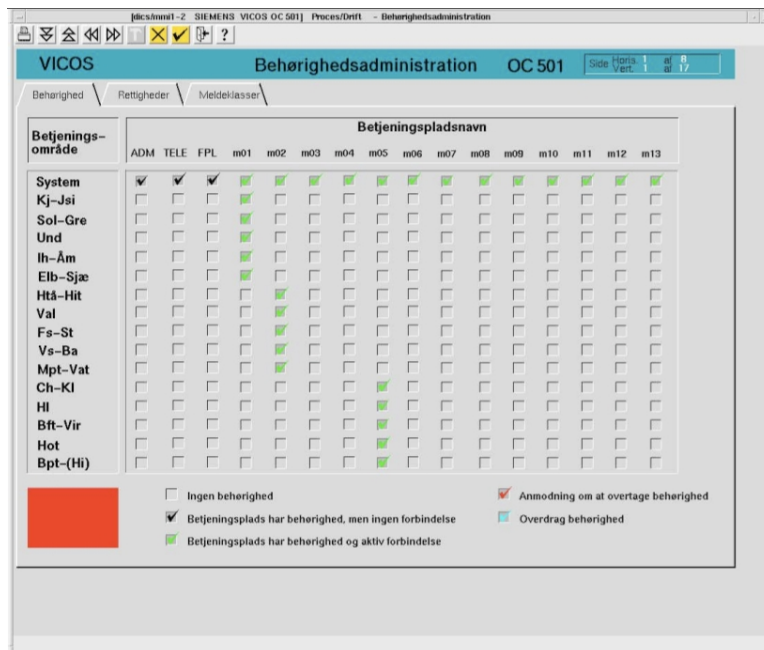 [dics/mmi1-2 SIEMENS VICOS OC 501] Proces/Drift - Behørighedsadministration
T ?
VICOS Behørighedsadministration OC 501 Side Horis. 1 af 8
Vert. 1 af 17
Behørighed Rettigheder Meldeklasser
Betjenings-
område
Betjeningspladsnavn
ADM TELE FPL m01 m02 m03 m04 m05 m06 m07 m08 m09 m10 m11 m12 m13
System
Kj-Jsi
Sol-Gre
Und
Ih-Åm
Elb-Sjæ
Htå-Hit
Val
Fs-St
Vs-Ba
Mpt-Vat
Ch-Kl
Hl
Bft-Vir
Hot
Bpt-(Hi)
Ingen behørighed
Betjeningsplads har behørighed, men ingen forbindelse
Betjeningsplads har behørighed og aktiv forbindelse
Anmodning om at overtage behørighed
Overdrag behørighed